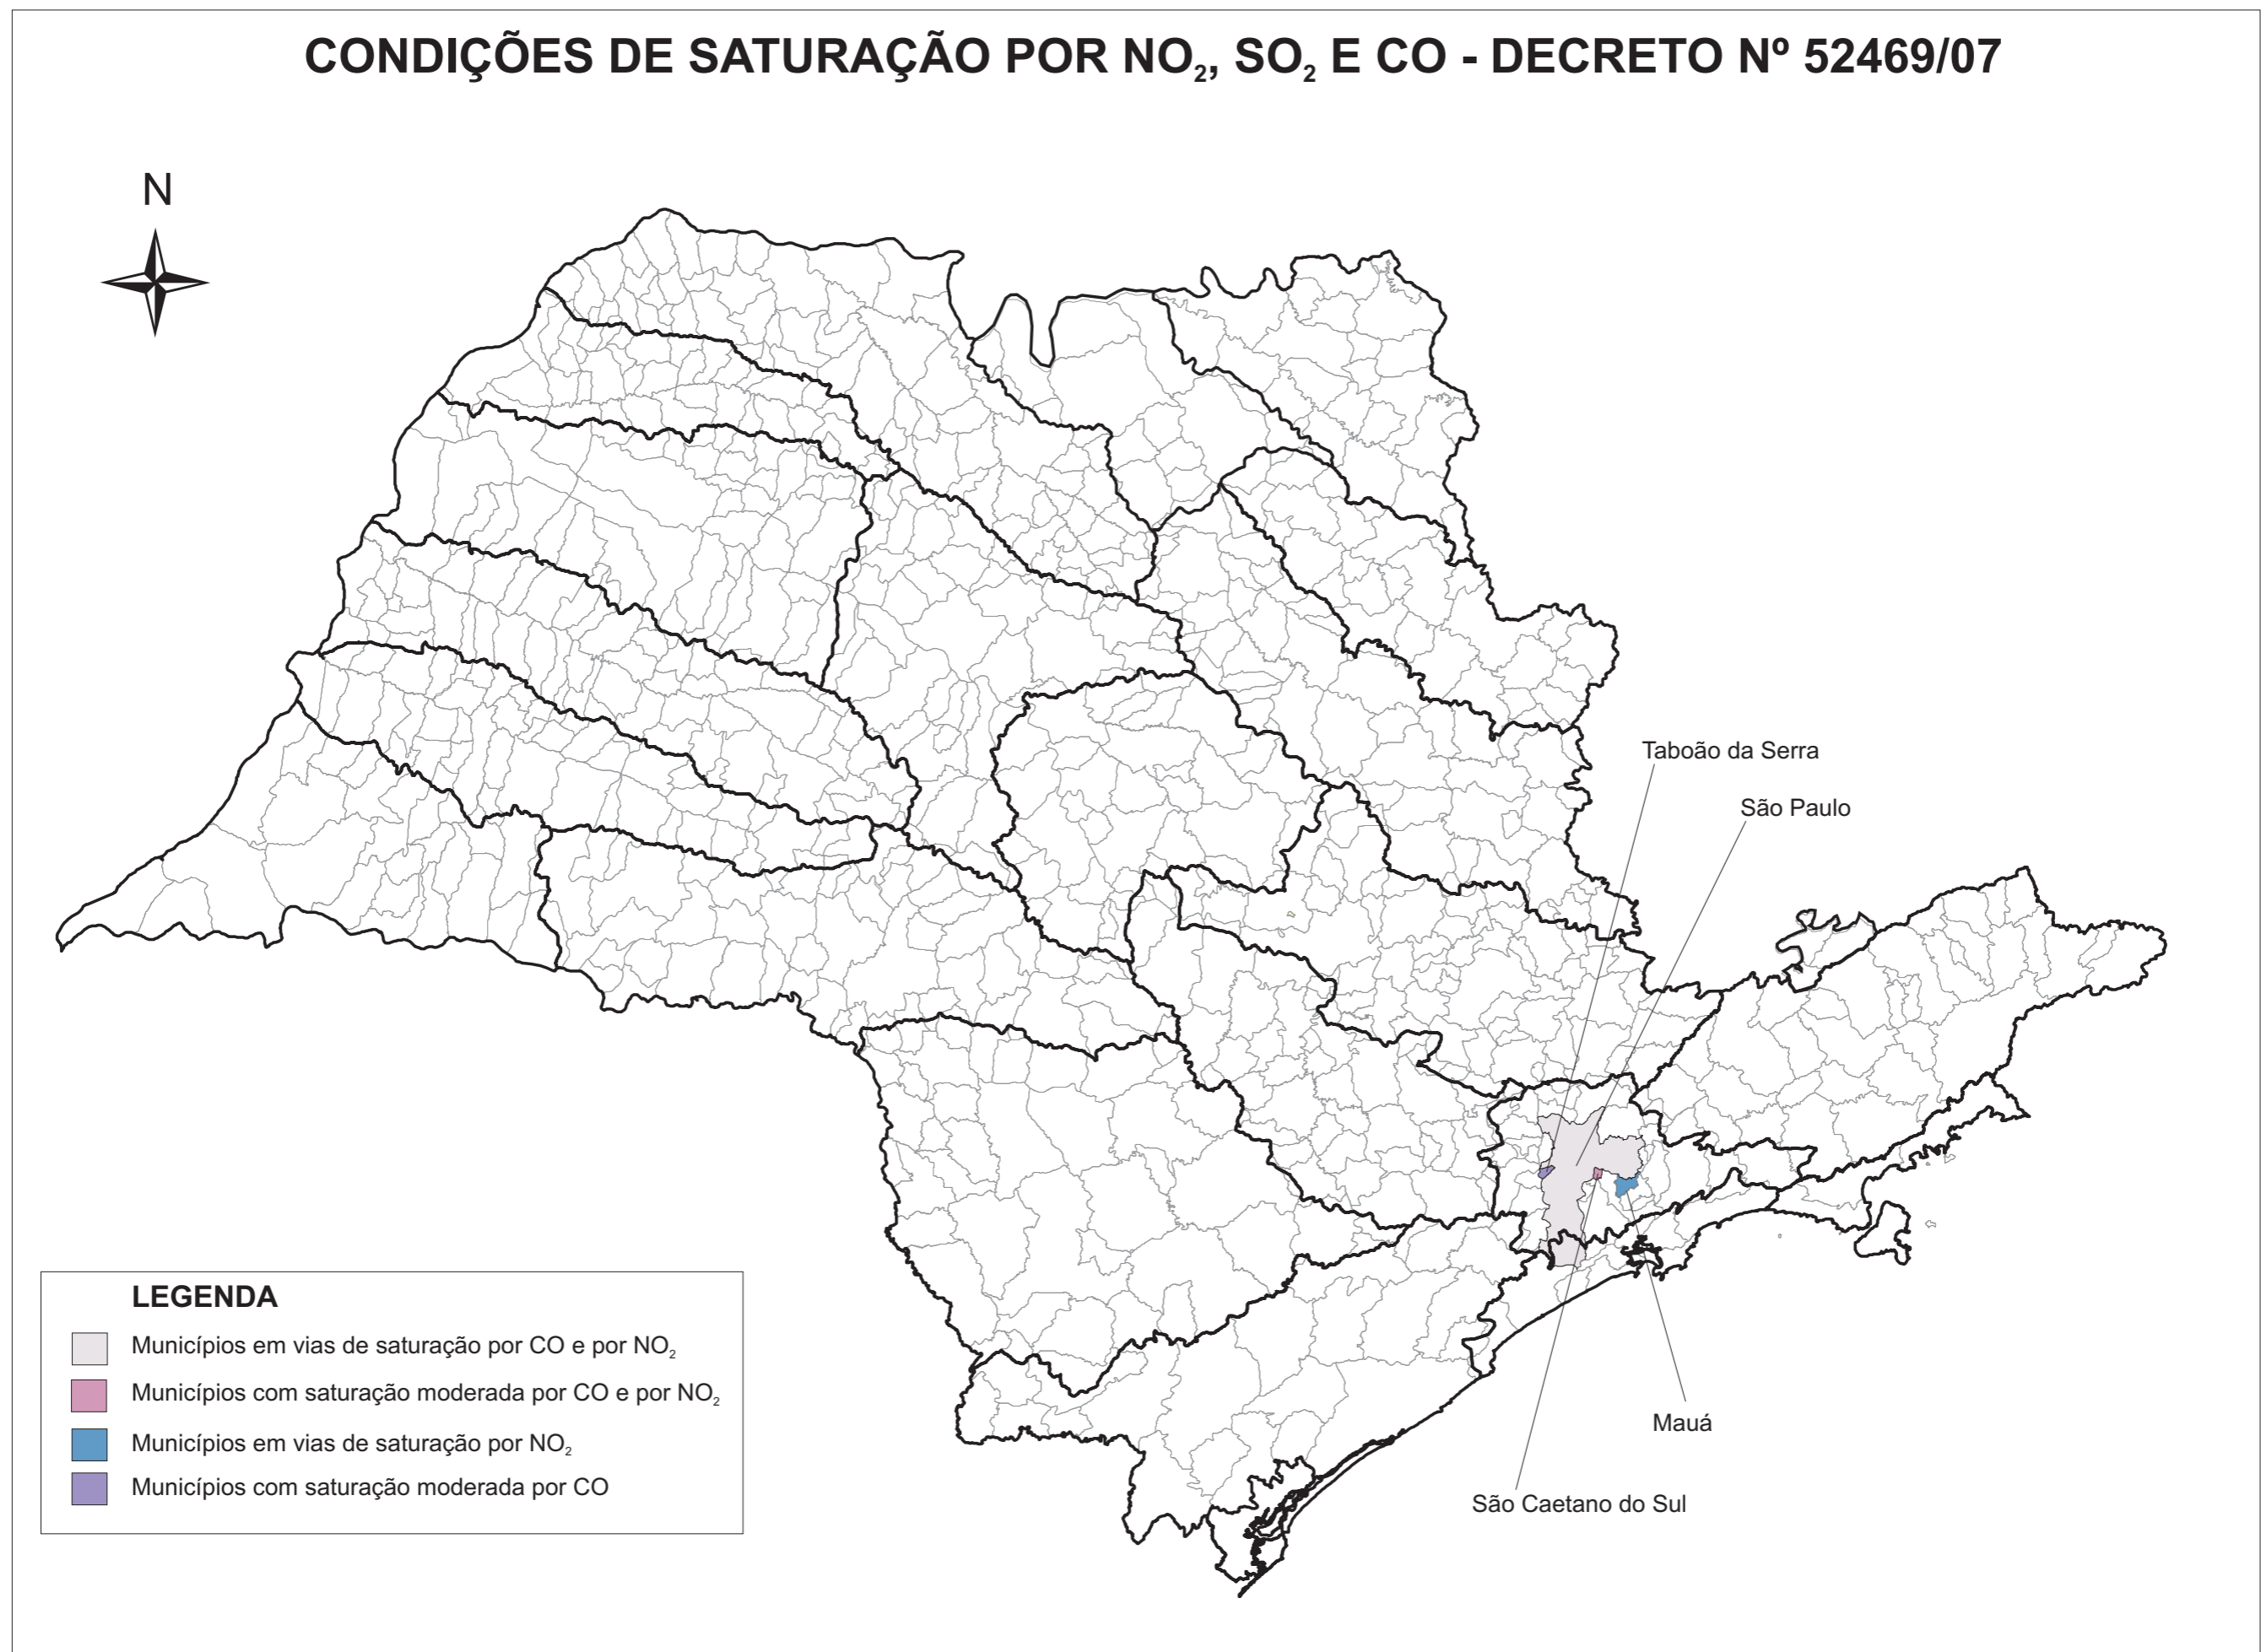 CONDIÇÕES DE SATURAÇÃO POR NO₂, SO₂ E CO - DECRETO Nº 52469/07
N
Taboão da Serra
São Paulo
Mauá
São Caetano do Sul
LEGENDA
Municípios em vias de saturação por CO e por NO₂
Municípios com saturação moderada por CO e por NO₂
Municípios em vias de saturação por NO₂
Municípios com saturação moderada por CO